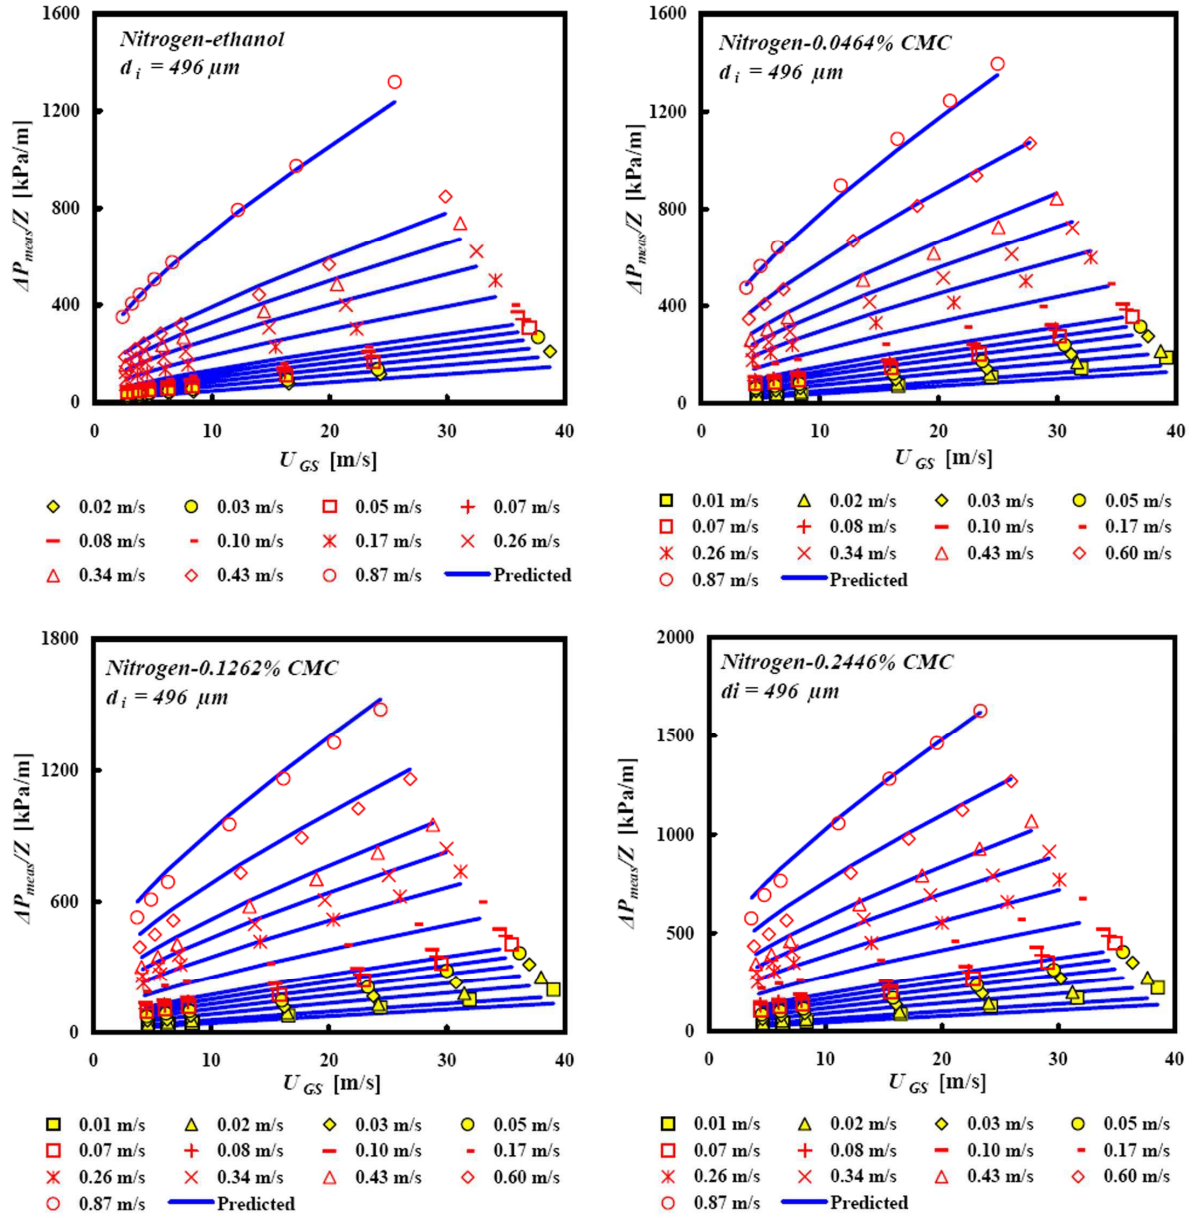 Nitrogen-ethanol
d i = 496 µm
ΔP meas/Z [kPa/m]
1600
1200
800
400
0
0 10 20 30 40
U GS [m/s]
0.02 m/s 0.03 m/s 0.05 m/s 0.07 m/s
0.08 m/s 0.10 m/s 0.17 m/s 0.26 m/s
0.34 m/s 0.43 m/s 0.87 m/s Predicted
Nitrogen-0.0464% CMC
d i = 496 µm
ΔP meas/Z [kPa/m]
1600
1200
800
400
0
0 10 20 30 40
U GS [m/s]
0.01 m/s 0.02 m/s 0.03 m/s 0.05 m/s
0.07 m/s 0.08 m/s 0.10 m/s 0.17 m/s
0.26 m/s 0.34 m/s 0.43 m/s 0.60 m/s
0.87 m/s Predicted
Nitrogen-0.1262% CMC
d i = 496 µm
ΔP meas/Z [kPa/m]
1800
1200
600
0
0 10 20 30 40
U GS [m/s]
0.01 m/s 0.02 m/s 0.03 m/s 0.05 m/s
0.07 m/s 0.08 m/s 0.10 m/s 0.17 m/s
0.26 m/s 0.34 m/s 0.43 m/s 0.60 m/s
0.87 m/s Predicted
Nitrogen-0.2446% CMC
di = 496 µm
ΔP meas/Z [kPa/m]
2000
1500
1000
500
0
0 10 20 30 40
U GS [m/s]
0.01 m/s 0.02 m/s 0.03 m/s 0.05 m/s
0.07 m/s 0.08 m/s 0.10 m/s 0.17 m/s
0.26 m/s 0.34 m/s 0.43 m/s 0.60 m/s
0.87 m/s Predicted